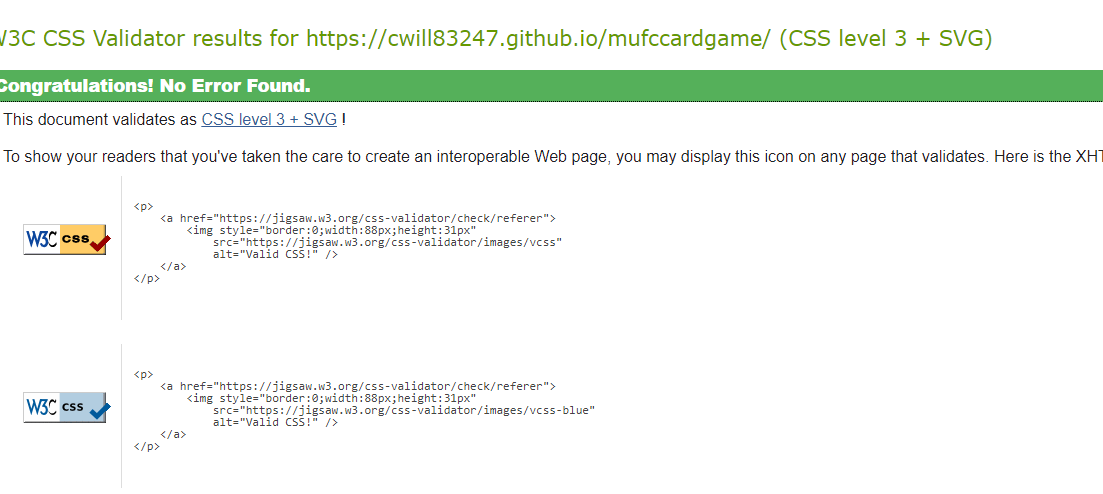 W3C CSS Validator results for https://cwill83247.github.io/mufccardgame/ (CSS level 3 + SVG)
Congratulations! No Error Found.
This document validates as CSS level 3 + SVG !
To show your readers that you've taken the care to create an interoperable Web page, you may display this icon on any page that validates. Here is the XHT
W3C css
<p>
<a href="https://jigsaw.w3.org/css-validator/check/referer">
<img style="border:0;width:88px;height:31px"
src="https://jigsaw.w3.org/css-validator/images/vcss"
alt="Valid CSS!" />
</a>
</p>
W3C css
<p>
<a href="https://jigsaw.w3.org/css-validator/check/referer">
<img style="border:0;width:88px;height:31px"
src="https://jigsaw.w3.org/css-validator/images/vcss-blue"
alt="Valid CSS!" />
</a>
</p>